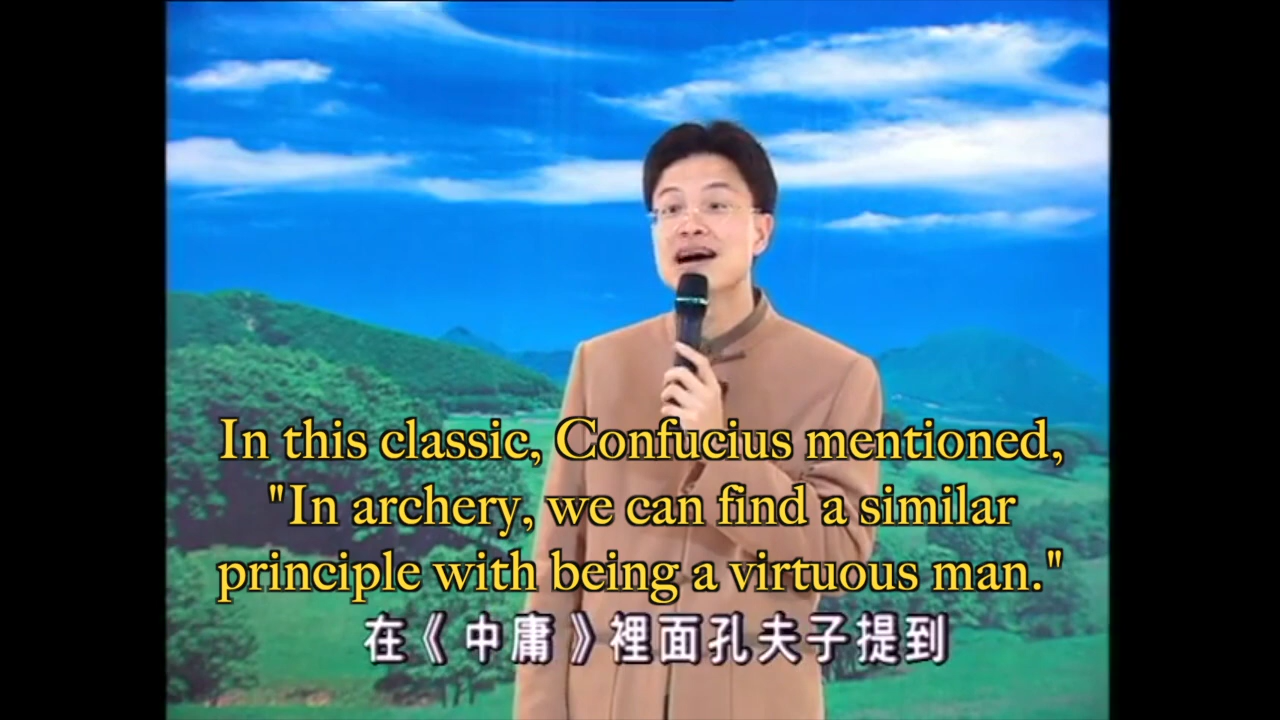 In this classic, Confucius mentioned,
"In archery, we can find a similar
principle with being a virtuous man."
在《中庸》裡面孔夫子提到